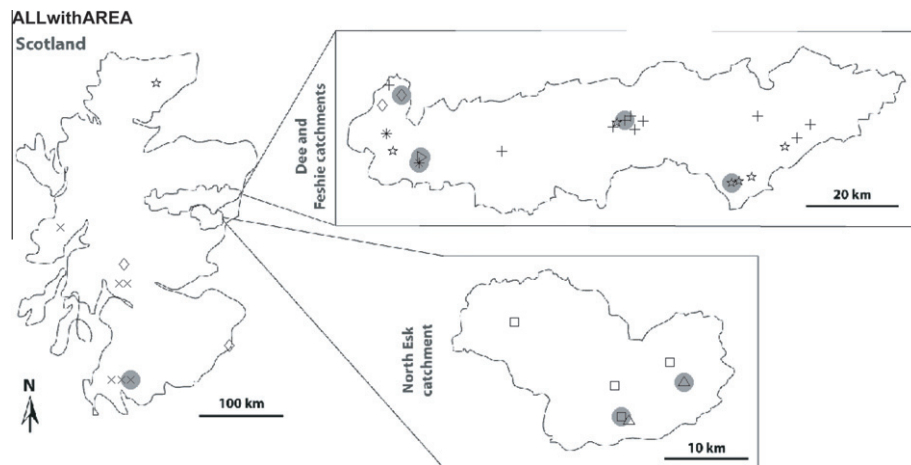 ALLwithAREA
Scotland
Dee and
Feshie catchments
20 km
North Esk
catchment
N
100 km
10 km